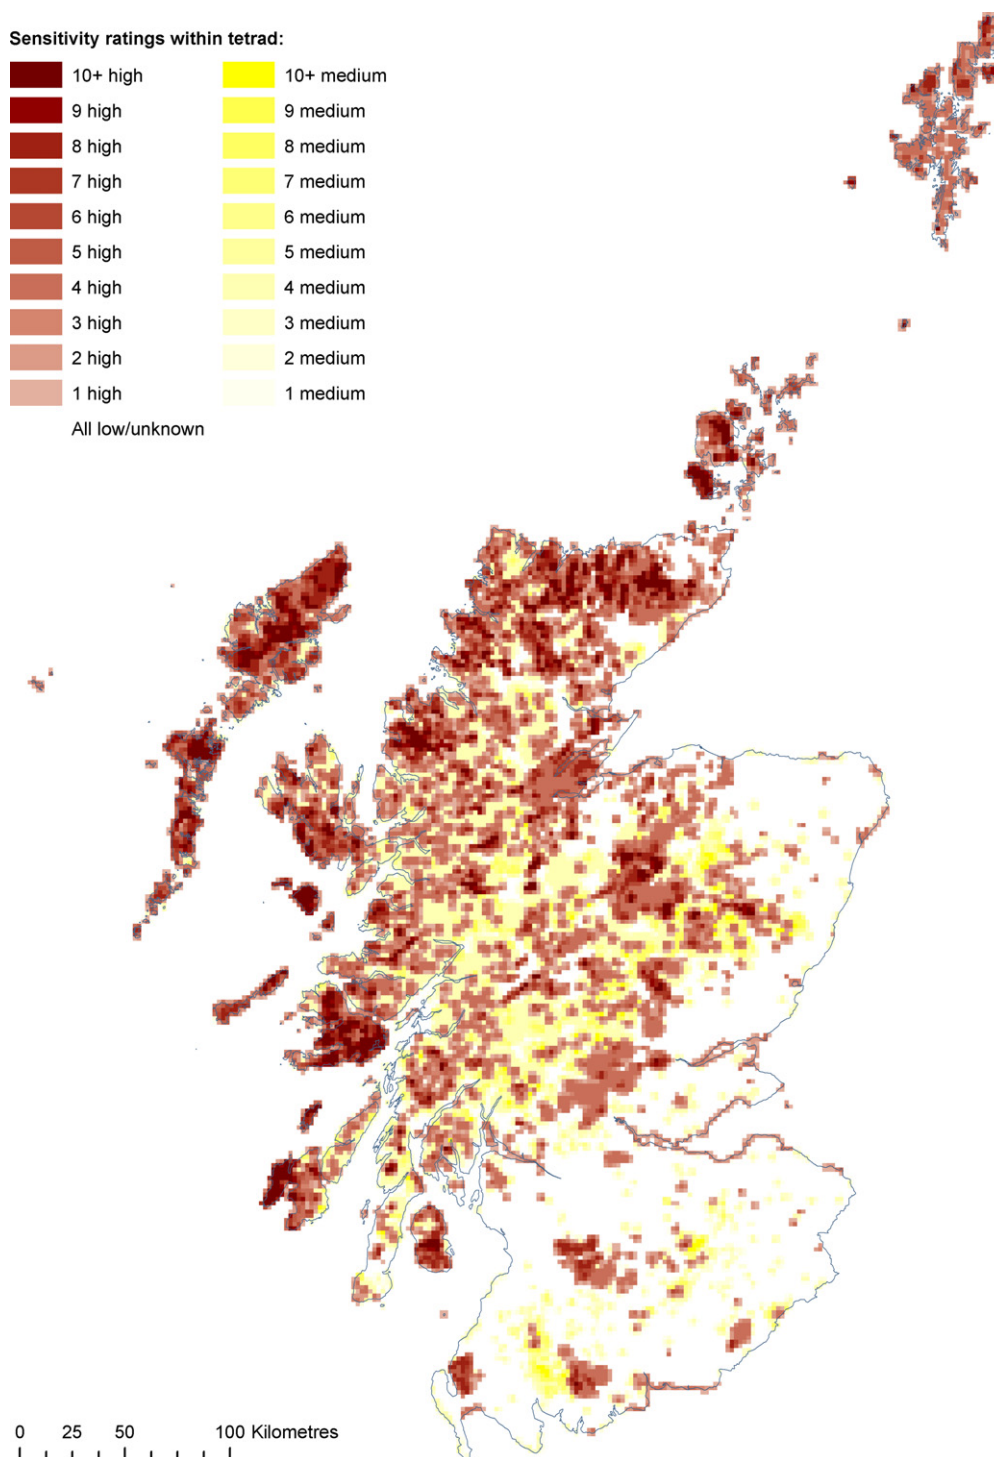 Sensitivity ratings within tetrad:
10+ high
9 high
8 high
7 high
6 high
5 high
4 high
3 high
2 high
1 high
All low/unknown
10+ medium
9 medium
8 medium
7 medium
6 medium
5 medium
4 medium
3 medium
2 medium
1 medium
0 25 50 100 Kilometres